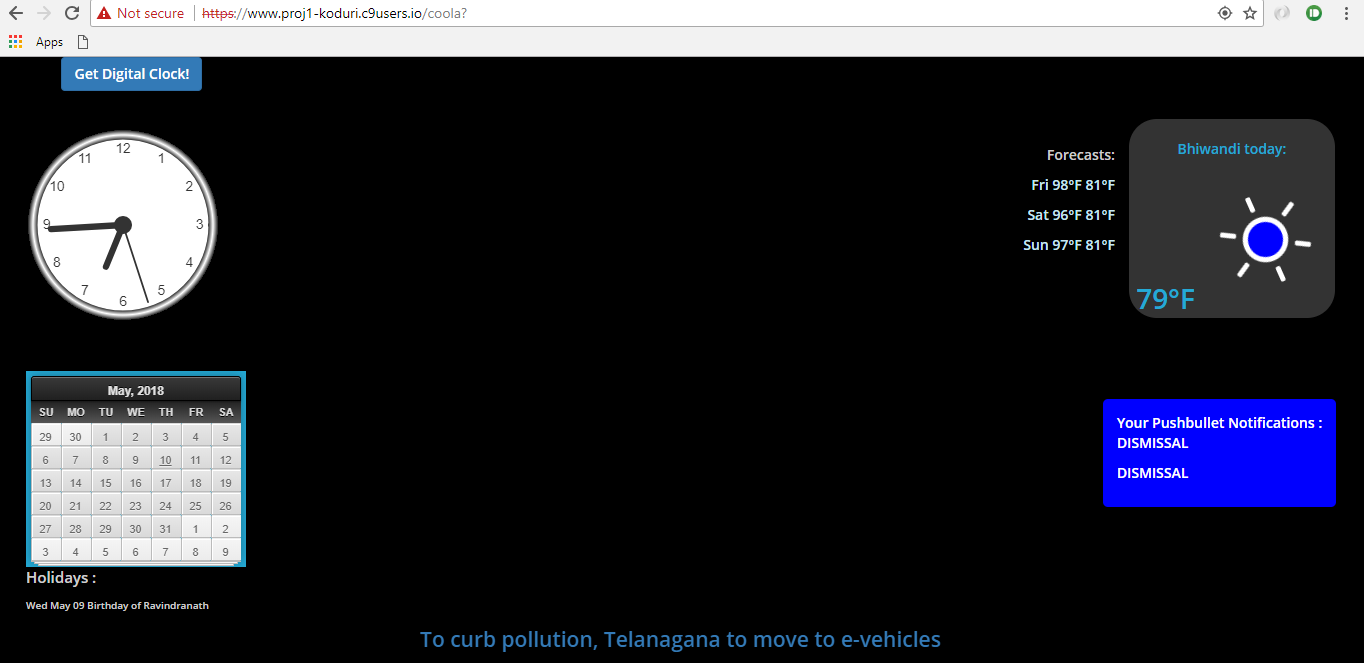 Not secure https://www.proj1-koduri.c9users.io/coola?
Apps
Get Digital Clock!
12
11 1
10 2
9 3
8 4
7 5
6
Forecasts:
Fri 98°F 81°F
Sat 96°F 81°F
Sun 97°F 81°F
Bhiwandi today:
79°F
May, 2018
SU MO TU WE TH FR SA
29 30 1 2 3 4 5
6 7 8 9 10 11 12
13 14 15 16 17 18 19
20 21 22 23 24 25 26
27 28 29 30 31 1 2
3 4 5 6 7 8 9
Your Pushbullet Notifications :
DISMISSAL
DISMISSAL
Holidays :
Wed May 09 Birthday of Ravindranath
To curb pollution, Telanagana to move to e-vehicles